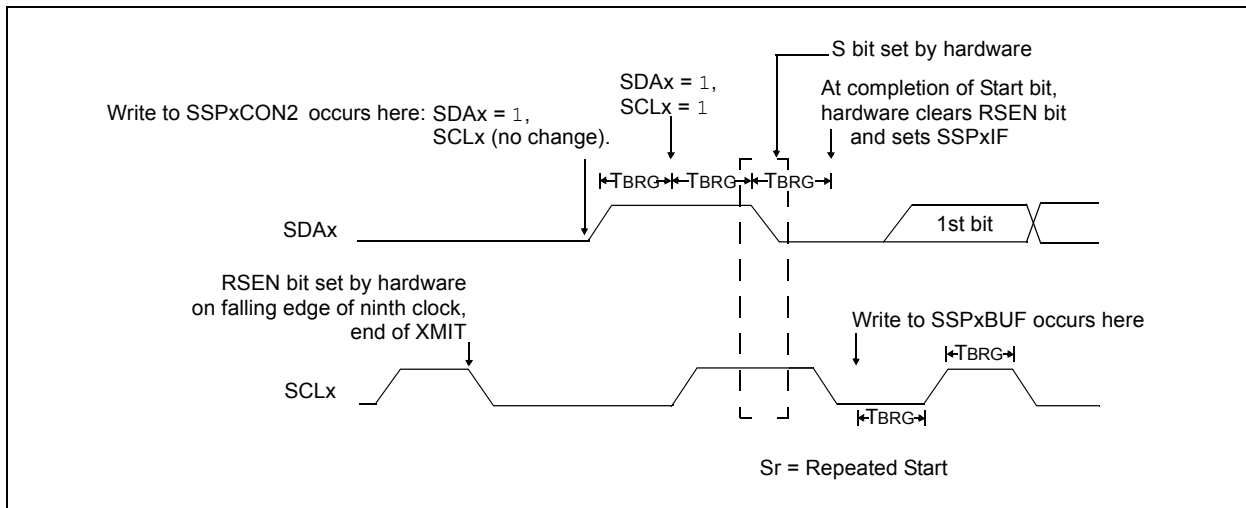 S bit set by hardware
SDAx = 1,
SCLx = 1
At completion of Start bit,
hardware clears RSEN bit
and sets SSPxIF
Write to SSPxCON2 occurs here: SDAx = 1,
SCLx (no change).
TBRG
TBRG
TBRG
SDAx
1st bit
RSEN bit set by hardware
on falling edge of ninth clock,
end of XMIT
Write to SSPxBUF occurs here
TBRG
SCLx
TBRG
Sr = Repeated Start